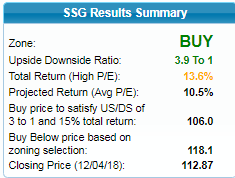 SSG Results Summary
Zone: BUY
Upside Downside Ratio: 3.9 To 1
Total Return (High P/E): 13.6%
Projected Return (Avg P/E): 10.5%
Buy price to satisfy US/DS of
3 to 1 and 15% total return: 106.0
Buy Below price based on
zoning selection: 118.1
Closing Price (12/04/18): 112.87